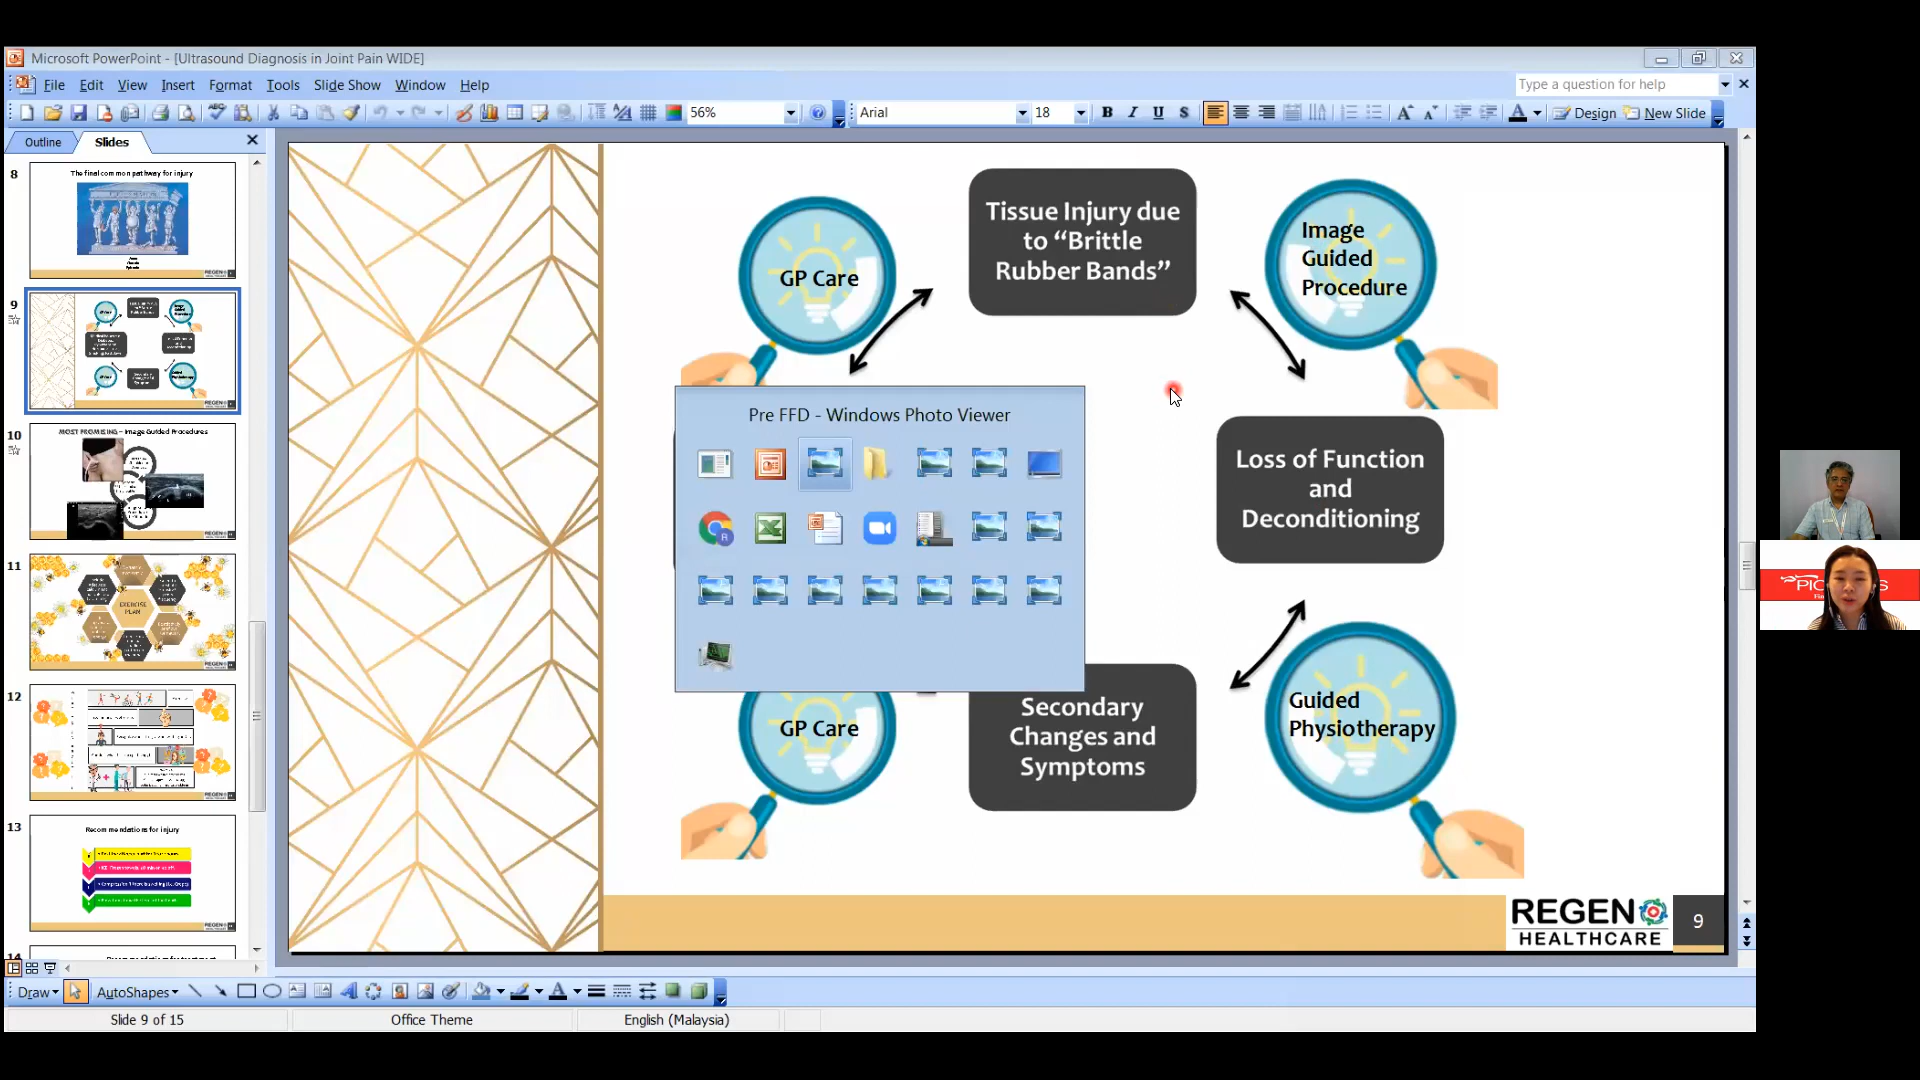 Microsoft PowerPoint - [Ultrasound Diagnosis in Joint Pain WIDE]
File Edit View Insert Format Tools Slide Show Window Help
Type a question for help
56%
Arial
18
Design New Slide
Outline Slides
8
The final common pathway for injury
9
10
MOST PROMISING – Image Guided Procedures
11
EXERCISE
PLAN
12
13
Recommendations for injury
14
GP Care
Tissue Injury due
to “Brittle
Rubber Bands”
Image
Guided
Procedure
Pre FFD - Windows Photo Viewer
Loss of Function
and
Deconditioning
GP Care
Secondary
Changes and
Symptoms
Guided
Physiotherapy
REGEN
HEALTHCARE
9
Draw AutoShapes
Slide 9 of 15
Office Theme
English (Malaysia)